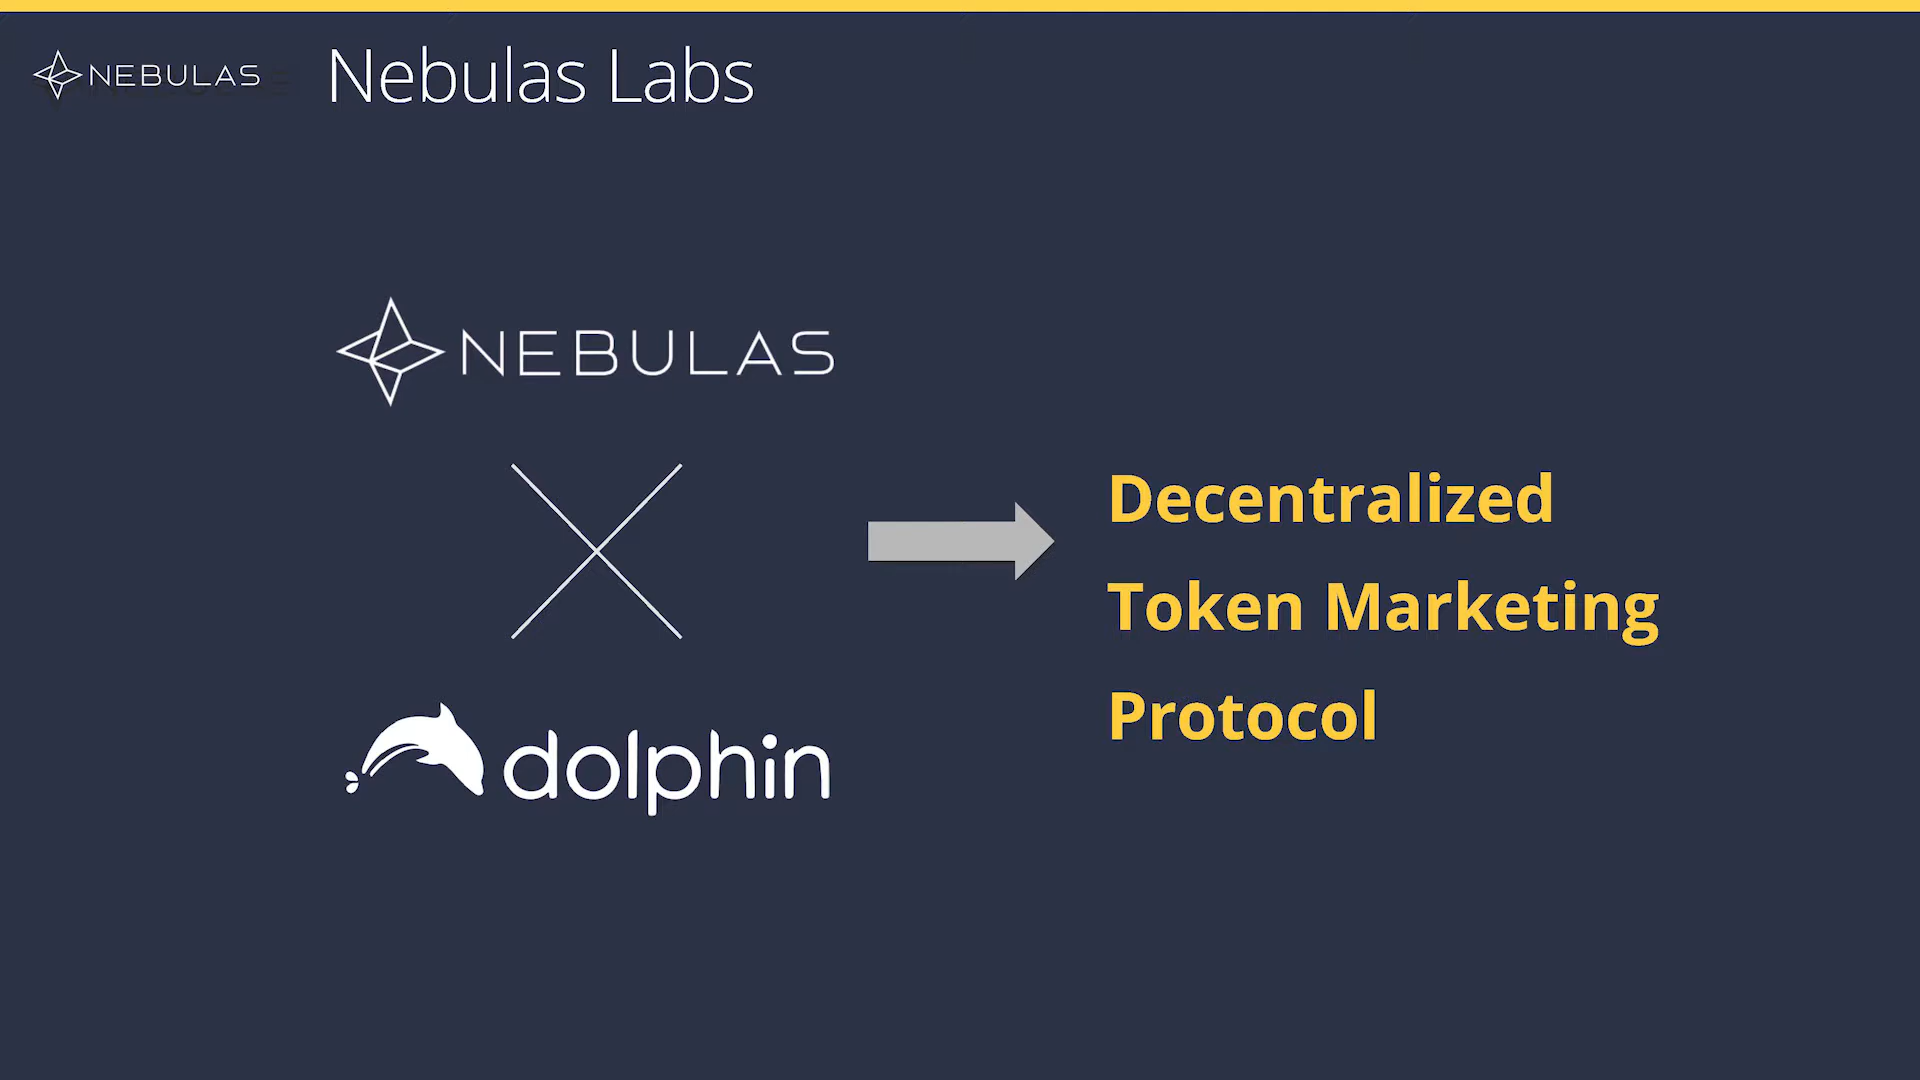 NEBULAS
Nebulas Labs
NEBULAS
dolphin
Decentralized
Token Marketing
Protocol